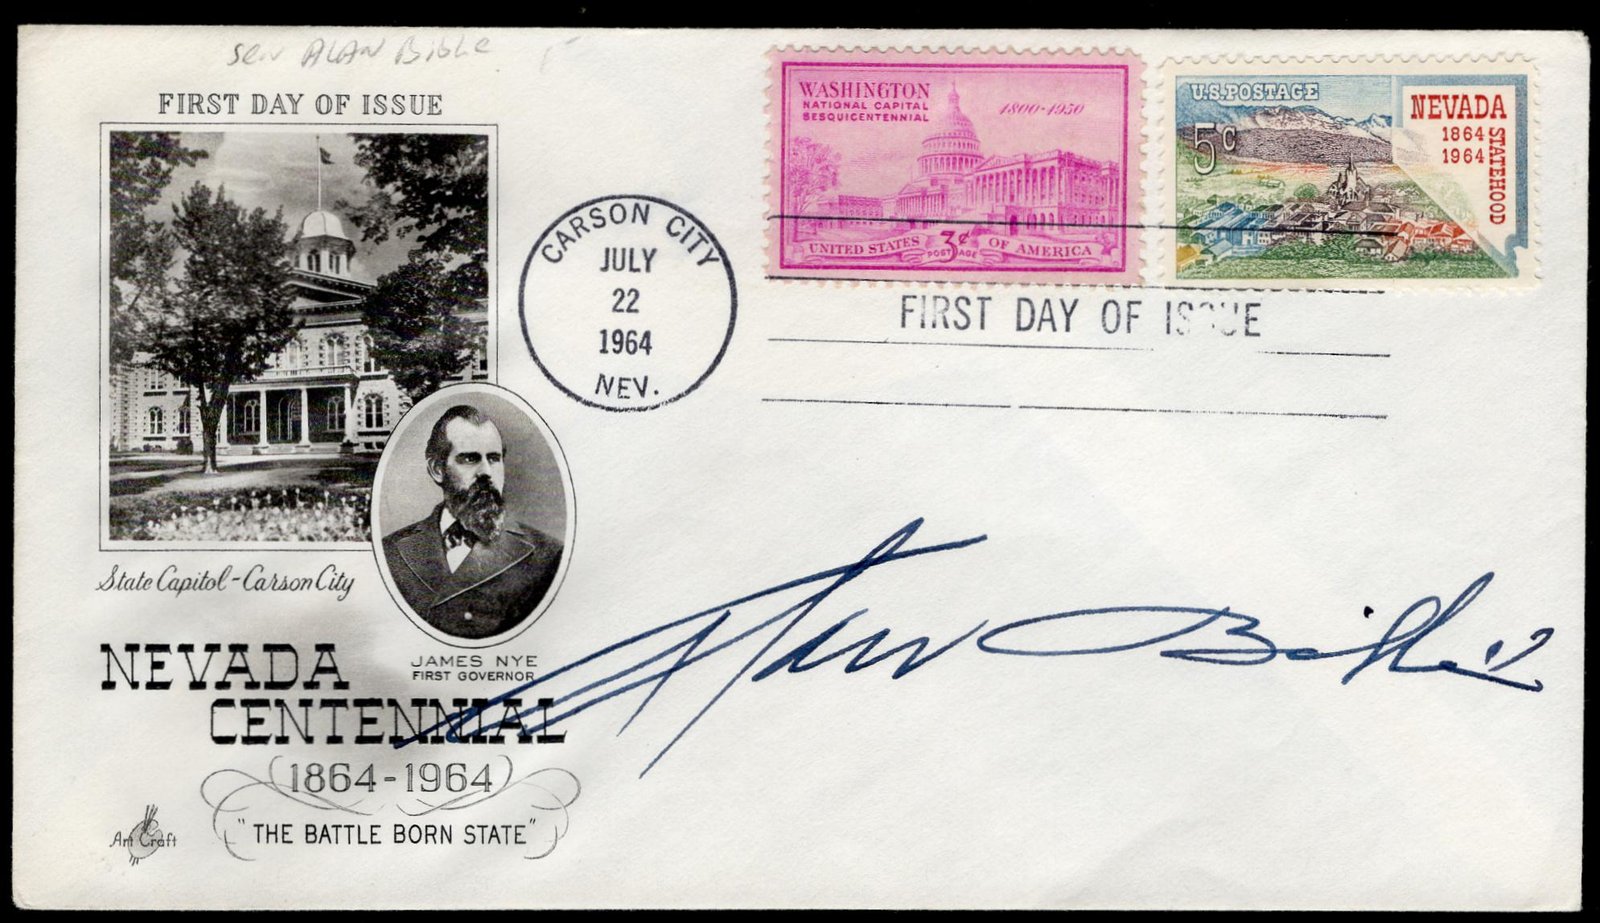 Sen Alan Bible
FIRST DAY OF ISSUE
State Capitol - Carson City
JAMES NYE
FIRST GOVERNOR
NEVADA
CENTENNIAL
(1864-1964)
"THE BATTLE BORN STATE"
Art Craft
CARSON CITY
JULY
22
1964
NEV.
WASHINGTON
NATIONAL CAPITAL
SESQUICENTENNIAL
1800-1950
UNITED STATES 3¢ OF AMERICA
POSTAGE
U.S. POSTAGE
5c
NEVADA
1864
1964
STATEHOOD
FIRST DAY OF ISSUE
Alan Bible